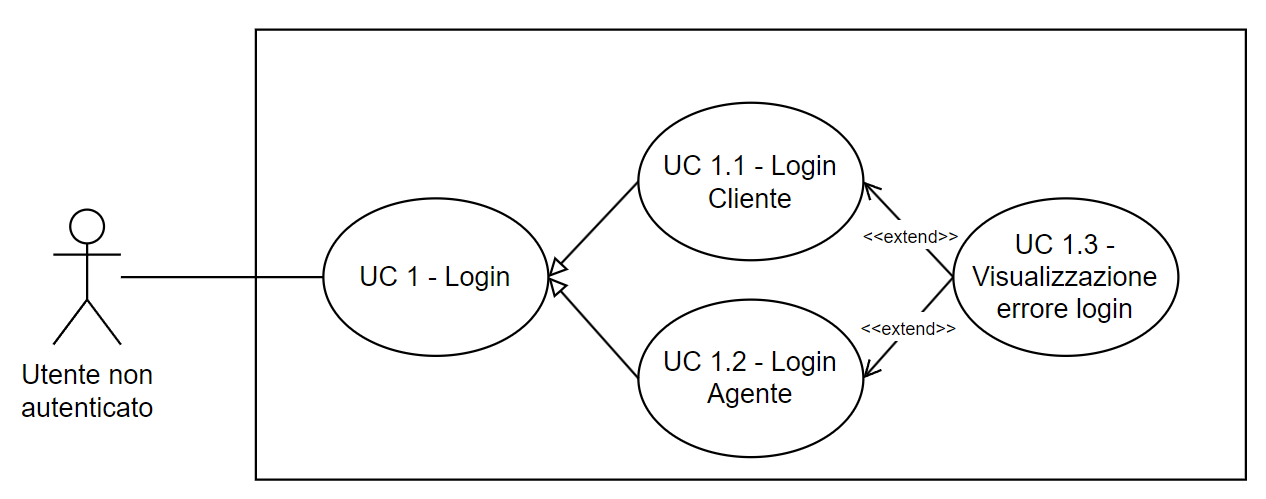 Utente non
autenticato
UC 1 - Login
UC 1.1 - Login
Cliente
UC 1.2 - Login
Agente
<<extend>>
<<extend>>
UC 1.3 -
Visualizzazione
errore login